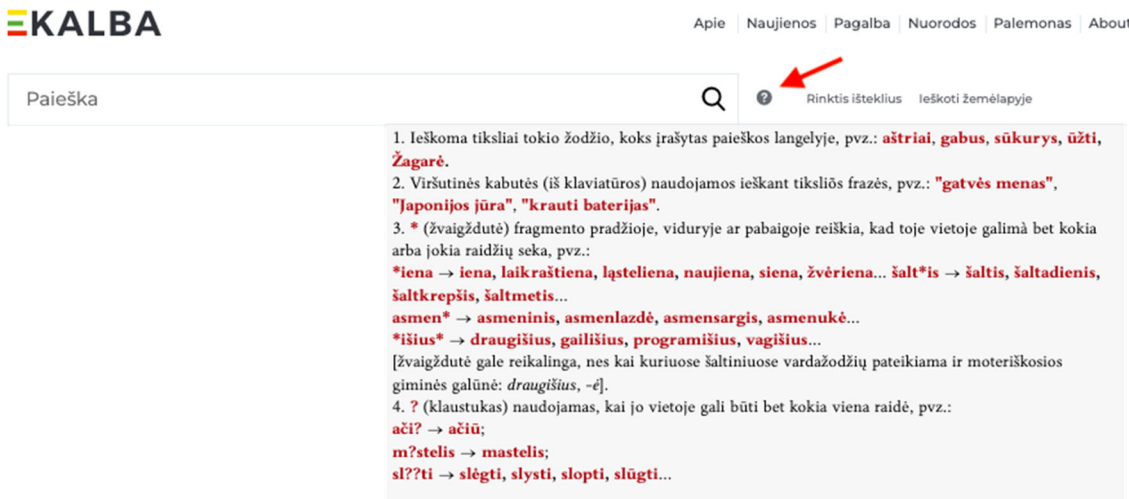 EKALBA
Apie Naujienos Pagalba Nuorodos Palemonas About
Paieška
? Rinktis išteklius Ieškoti žemėlapyje
1. Ieškoma tiksliai tokio žodžio, koks įrašytas paieškos langelyje, pvz.: aštriai, gabus, sūkurys, ūžti,
Žagarė.
2. Viršutinės kabutės (iš klaviatūros) naudojamos ieškant tiksliõs frazės, pvz.: "gatvės menas",
"Japonijos jūra", "krauti baterijas".
3. * (žvaigždutė) fragmento pradžioje, viduryje ar pabaigoje reiškia, kad toje vietoje galimà bet kokia
arba jokia raidžių seka, pvz.:
*iena → iena, laikraštiena, ląsteliena, naujiena, siena, žvėriena... šalt*is → šaltis, šaltadienis,
šaltkrepšis, šaltmetis...
asmen* → asmeninis, asmenlazdė, asmensargis, asmenukė...
*išius* → draugišius, gailišius, programišius, vagišius...
[žvaigždutė gale reikalinga, nes kai kuriuose šaltiniuose vardažodžių pateikiama ir moteriškosios
giminės galūnė: draugišius, -ė].
4. ? (klaustukas) naudojamas, kai jo vietoje gali būti bet kokia viena raidė, pvz.:
ači? → ačiū;
m?stelis → mastelis;
sl??ti → slėgti, slysti, slopti, slūgti...